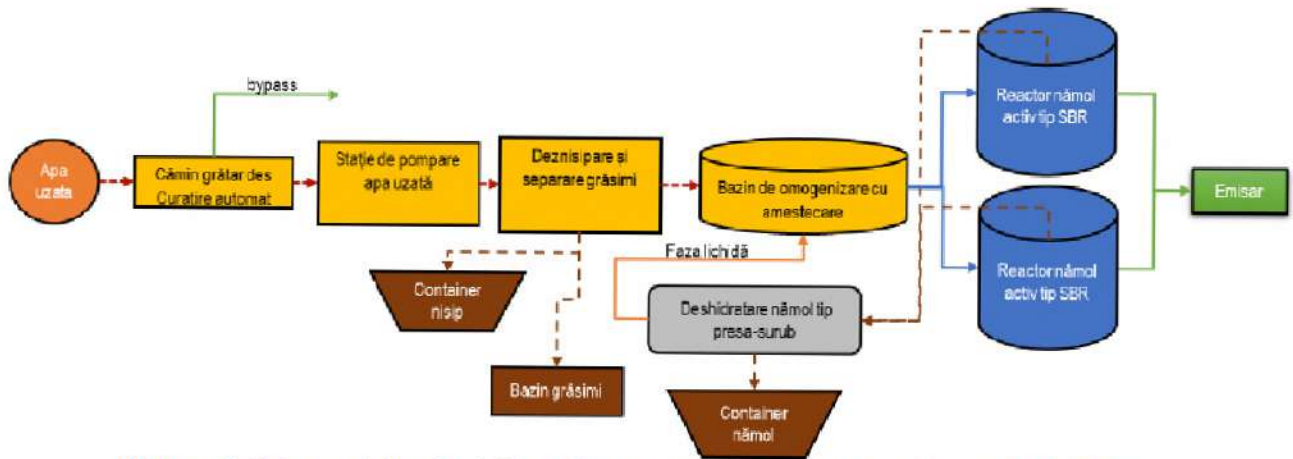 bypass
Apa
uzata
Cămin grătar des
Curatire automat
Stație de pompare
apa uzată
Deznisipare si
separare grăsimi
Bazin de omogenizare cu
amestecare
Reactor nămol
activ tip SBR
Reactor nămol
activ tip SBR
Emisar
Faza lichidă
Container
nisip
Deshidratare nămol tip
presa-surub
Bazin grăsimi
Container
nămol